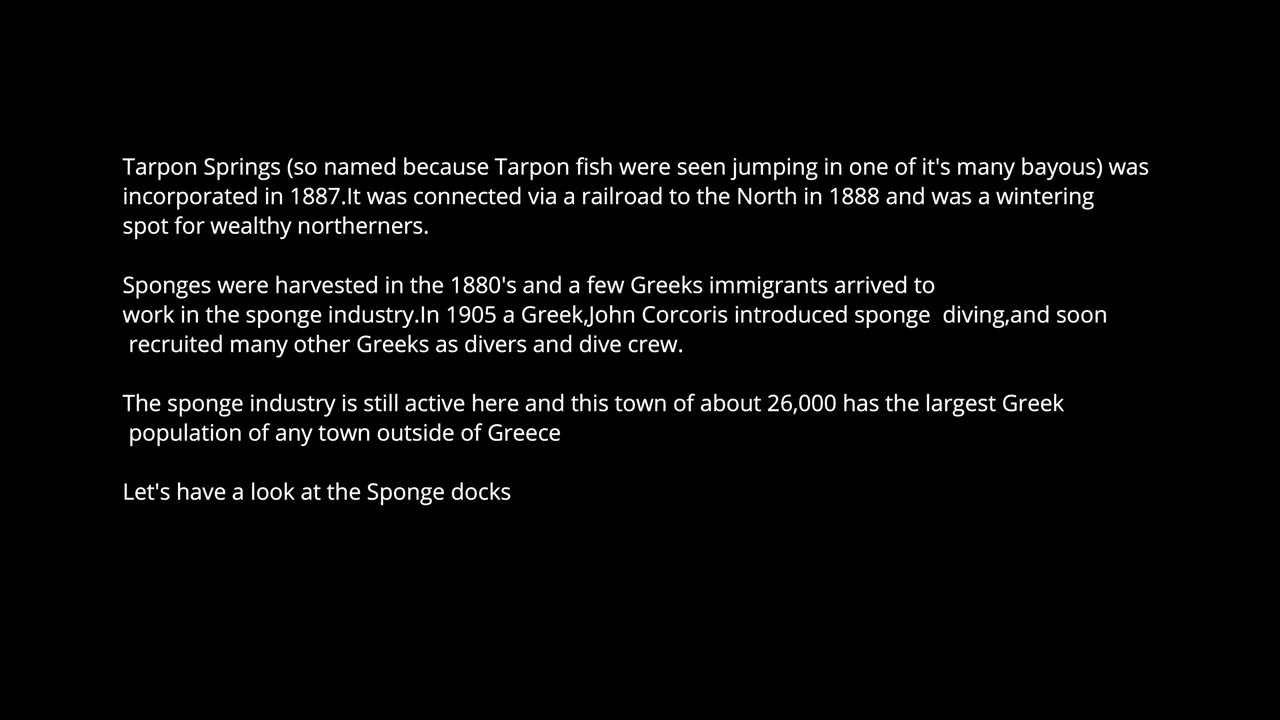 Tarpon Springs (so named because Tarpon fish were seen jumping in one of it's many bayous) was
incorporated in 1887.It was connected via a railroad to the North in 1888 and was a wintering
spot for wealthy northerners.
Sponges were harvested in the 1880's and a few Greeks immigrants arrived to
work in the sponge industry.In 1905 a Greek,John Corcoris introduced sponge  diving,and soon
recruited many other Greeks as divers and dive crew.
The sponge industry is still active here and this town of about 26,000 has the largest Greek
population of any town outside of Greece
Let's have a look at the Sponge docks